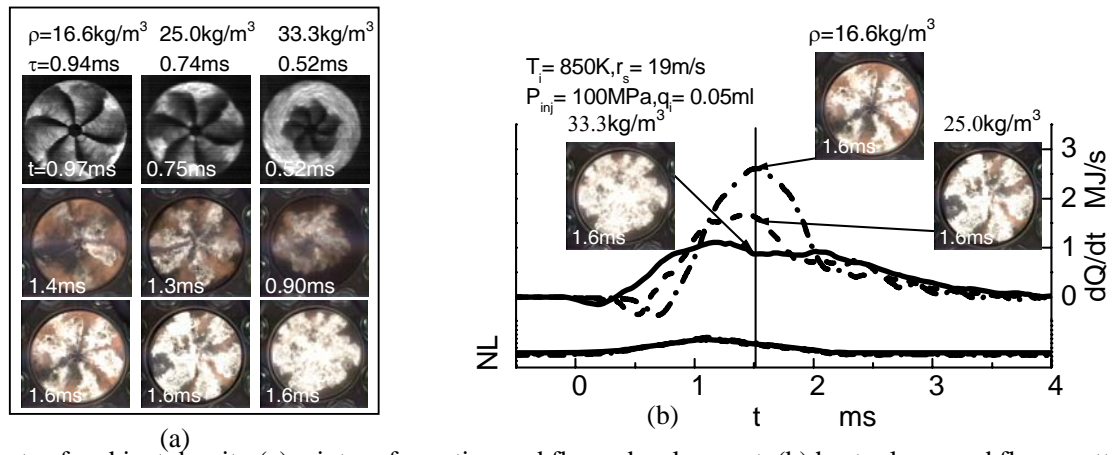 ρ=16.6kg/m³ 25.0kg/m³ 33.3kg/m³
τ=0.94ms 0.74ms 0.52ms
t=0.97ms 0.75ms 0.52ms
1.4ms 1.3ms 0.90ms
1.6ms 1.6ms 1.6ms
(a)
ρ=16.6kg/m³
Tᵢ= 850K,rₛ= 19m/s
Pᵢₙⱼ= 100MPa,qᵢ= 0.05ml
33.3kg/m³
25.0kg/m³
1.6ms
1.6ms
1.6ms
3
2
1
0
dQ/dt MJ/s
NL
0 1 2 3 4
(b) t ms